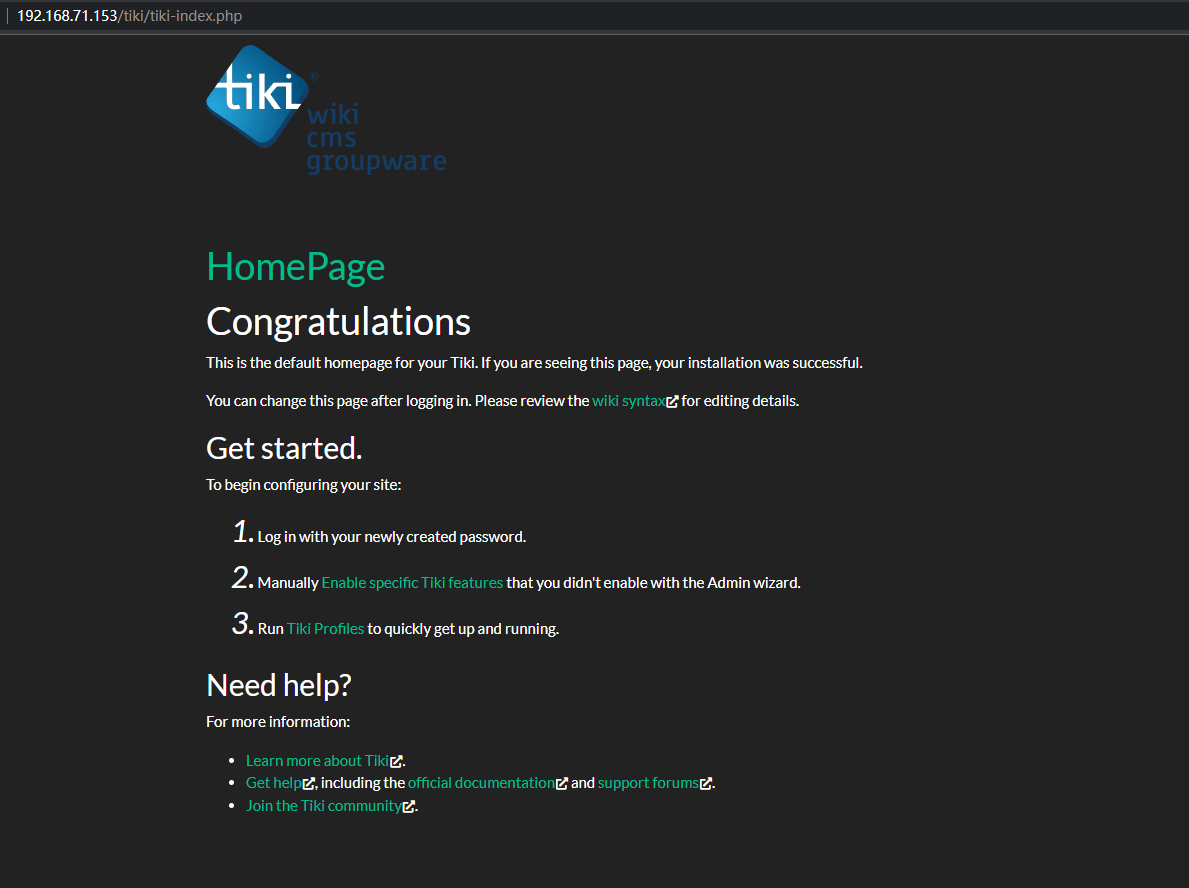 192.168.71.153/tiki/tiki-index.php
tiki®
wiki
cms
groupware
HomePage
Congratulations
This is the default homepage for your Tiki. If you are seeing this page, your installation was successful.
You can change this page after logging in. Please review the wiki syntax for editing details.
Get started.
To begin configuring your site:
1. Log in with your newly created password.
2. Manually Enable specific Tiki features that you didn't enable with the Admin wizard.
3. Run Tiki Profiles to quickly get up and running.
Need help?
For more information:
• Learn more about Tiki.
• Get help, including the official documentation and support forums.
• Join the Tiki community.